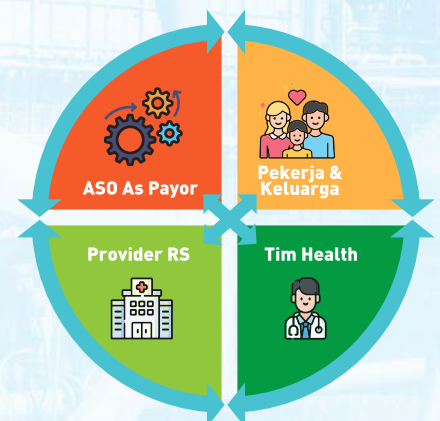 ASO As Payor
Pekerja &
Keluarga
Provider RS
Tim Health